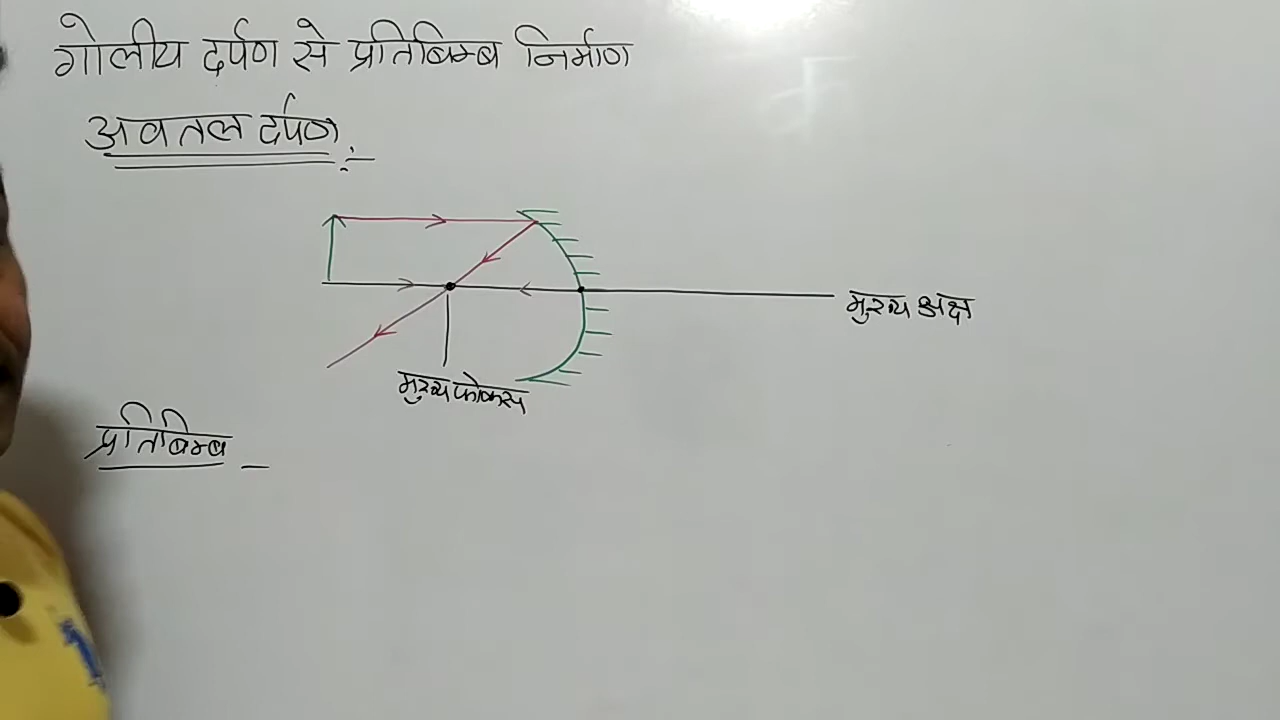 गोलीय दर्पण से प्रतिबिम्ब निर्माण
अवतल दर्पण :-
मुख्य अक्ष
मुख्य फोकस
प्रतिबिम्ब -